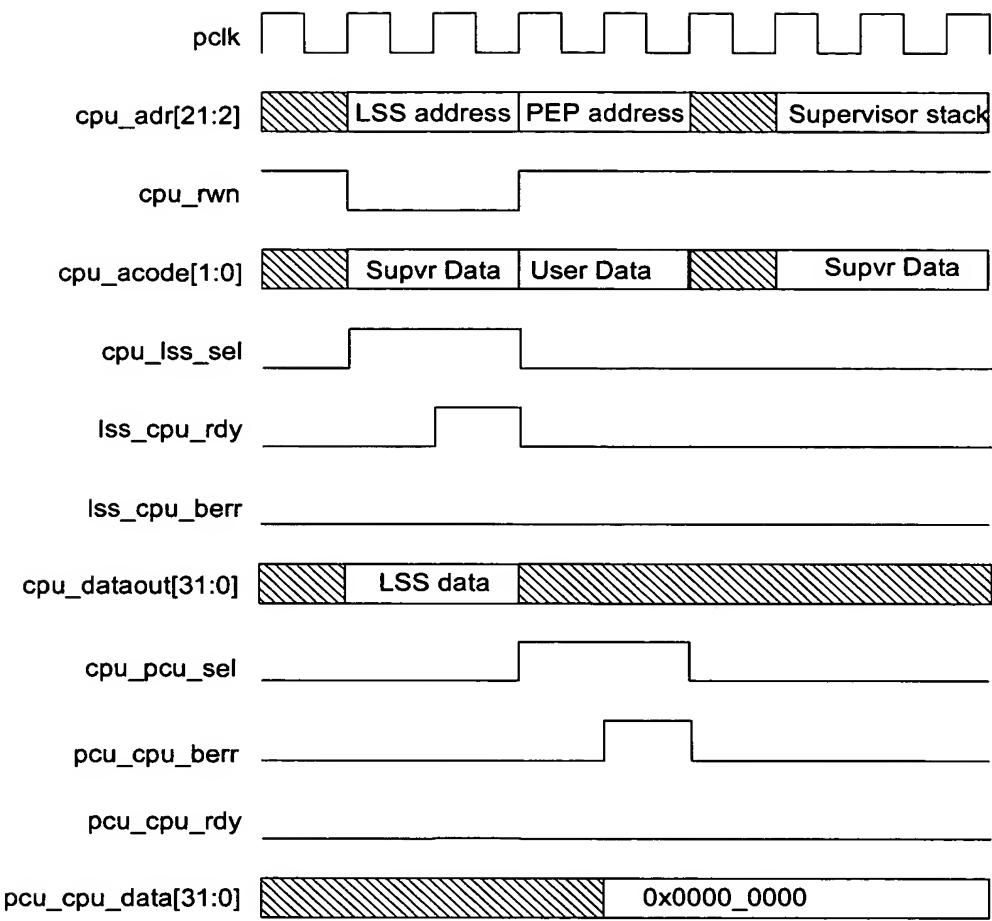 pclk
cpu_adr[21:2] LSS address PEP address Supervisor stack
cpu_rwn
cpu_acode[1:0] Supvr Data User Data Supvr Data
cpu_lss_sel
lss_cpu_rdy
lss_cpu_berr
cpu_dataout[31:0] LSS data
cpu_pcu_sel
pcu_cpu_berr
pcu_cpu_rdy
pcu_cpu_data[31:0] 0x0000_0000